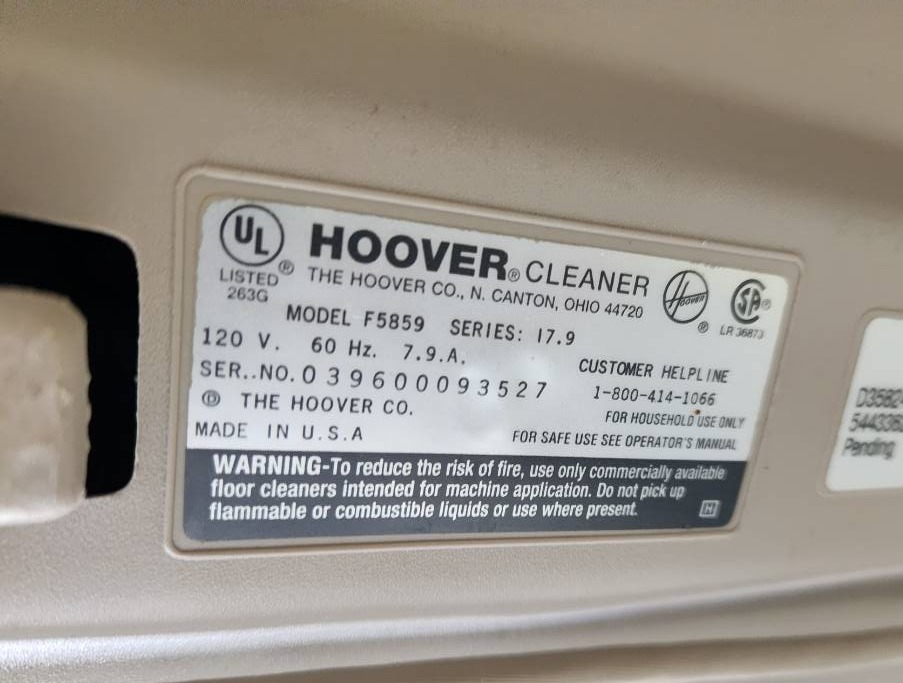 UL
LISTED ®
263G
HOOVER® CLEANER
THE HOOVER CO., N. CANTON, OHIO 44720
Hoover ®
SA ®
LR 36873
MODEL F5859 SERIES: 17.9
120 V. 60 Hz. 7.9.A.
SER..NO. 039600093527
CUSTOMER HELPLINE
1-800-414-1066
FOR HOUSEHOLD USE ONLY
THE HOOVER CO.
MADE IN U.S.A
FOR SAFE USE SEE OPERATOR'S MANUAL
WARNING-To reduce the risk of fire, use only commercially available
floor cleaners intended for machine application. Do not pick up
flammable or combustible liquids or use where present.
H
Pending